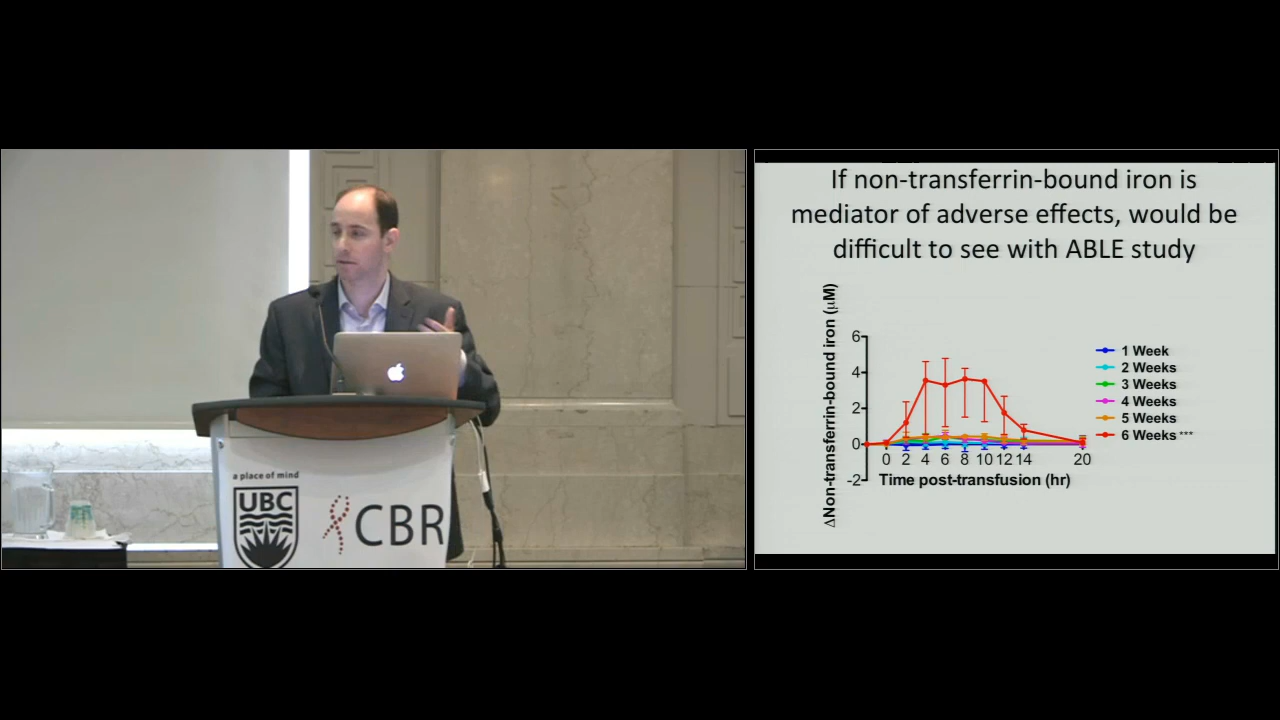 a place of mind
UBC
CBR
If non-transferrin-bound iron is
mediator of adverse effects, would be
difficult to see with ABLE study
ΔNon-transferrin-bound iron (μM)
6
4
2
0
-2
0 2 4 6 8 10 12 14 20
Time post-transfusion (hr)
1 Week
2 Weeks
3 Weeks
4 Weeks
5 Weeks
6 Weeks ***